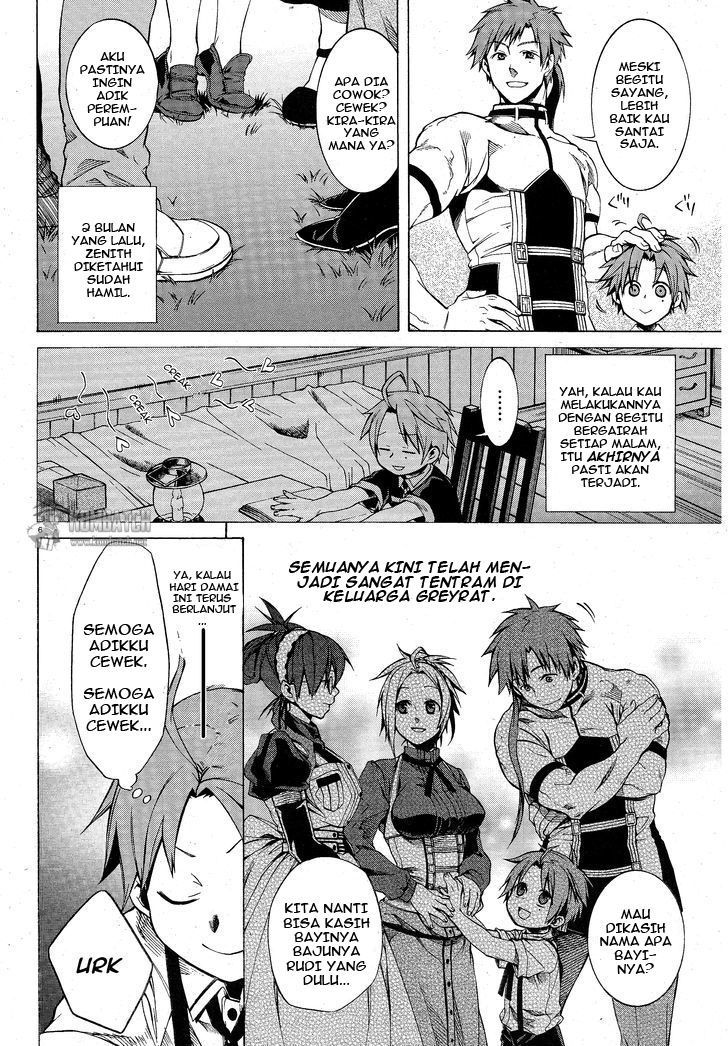 MESKI
BEGITU
SAYANG,
LEBIH
BAIK KAU
SANTAI
SAJA.
APA DIA
COWOK?
CEWEK?
KIRA-KIRA
YANG
MANA YA?
AKU
PASTINYA
INGIN
ADIK
PEREM-
PUAN!
2 BULAN
YANG LALU,
ZENITH
DIKETAHUI
SUDAH
HAMIL.
YAH, KALAU KAU
MELAKUKANNYA
DENGAN BEGITU
BERGAIRAH
SETIAP MALAM,
ITU AKHIRNYA
PASTI AKAN
TERJADI.
......
CREAK
CREAK
6
KOMBATCH
SEMUANYA KINI TELAH MEN-
JADI SANGAT TENTRAM DI
KELUARGA GREYRAT.
MAU
DIKASIH
NAMA APA
BAYI-
NYA?
KITA NANTI
BISA KASIH
BAYINYA
BAJUNYA
RUDI YANG
DULU...
YA, KALAU
HARI DAMAI
INI TERUS
BERLANJUT
...
SEMOGA
ADIKKU
CEWEK.
SEMOGA
ADIKKU
CEWEK...
URK